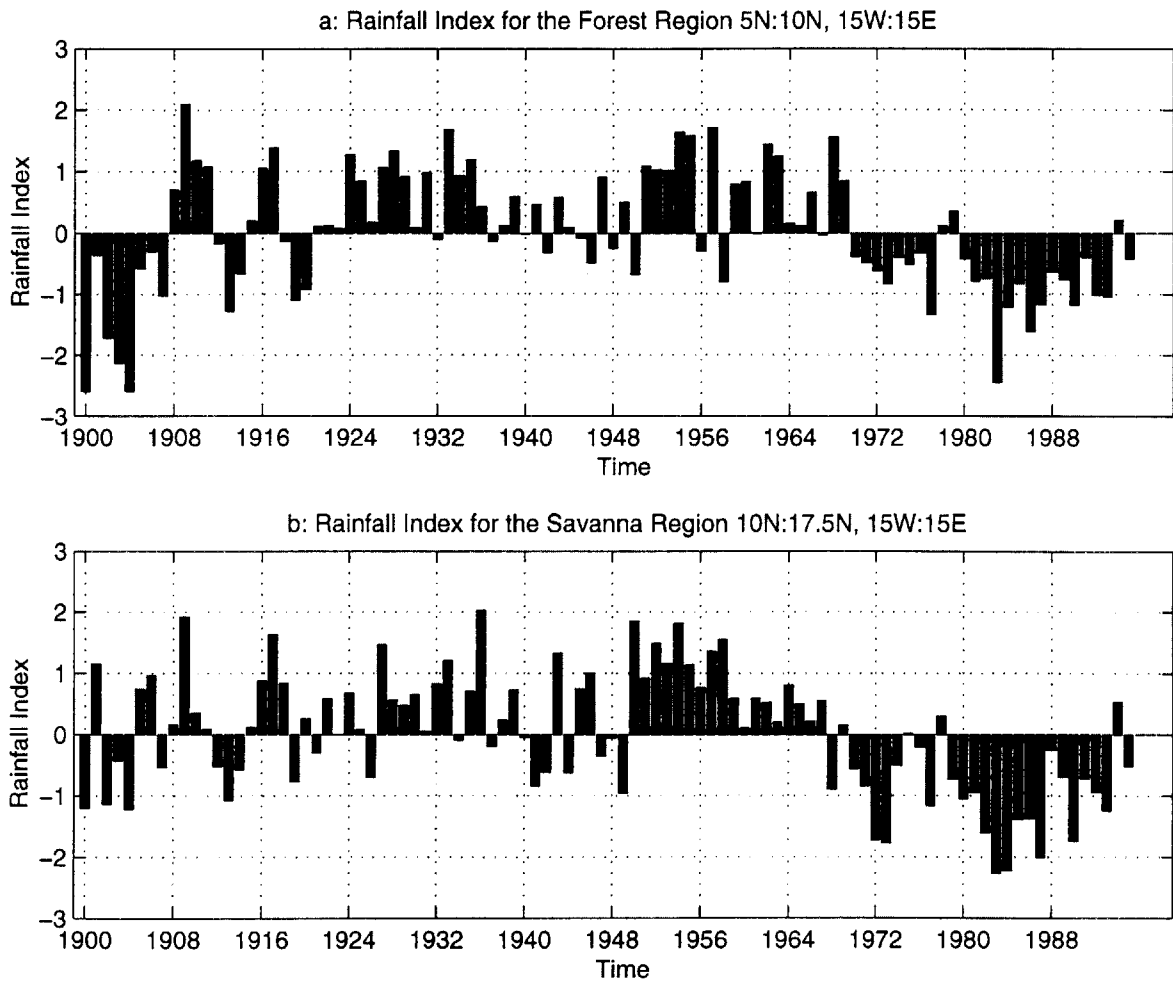 a: Rainfall Index for the Forest Region 5N:10N, 15W:15E
3
2
1
0
−1
−2
−3
Rainfall Index
1900 1908 1916 1924 1932 1940 1948 1956 1964 1972 1980 1988
Time
b: Rainfall Index for the Savanna Region 10N:17.5N, 15W:15E
3
2
1
0
−1
−2
−3
Rainfall Index
1900 1908 1916 1924 1932 1940 1948 1956 1964 1972 1980 1988
Time